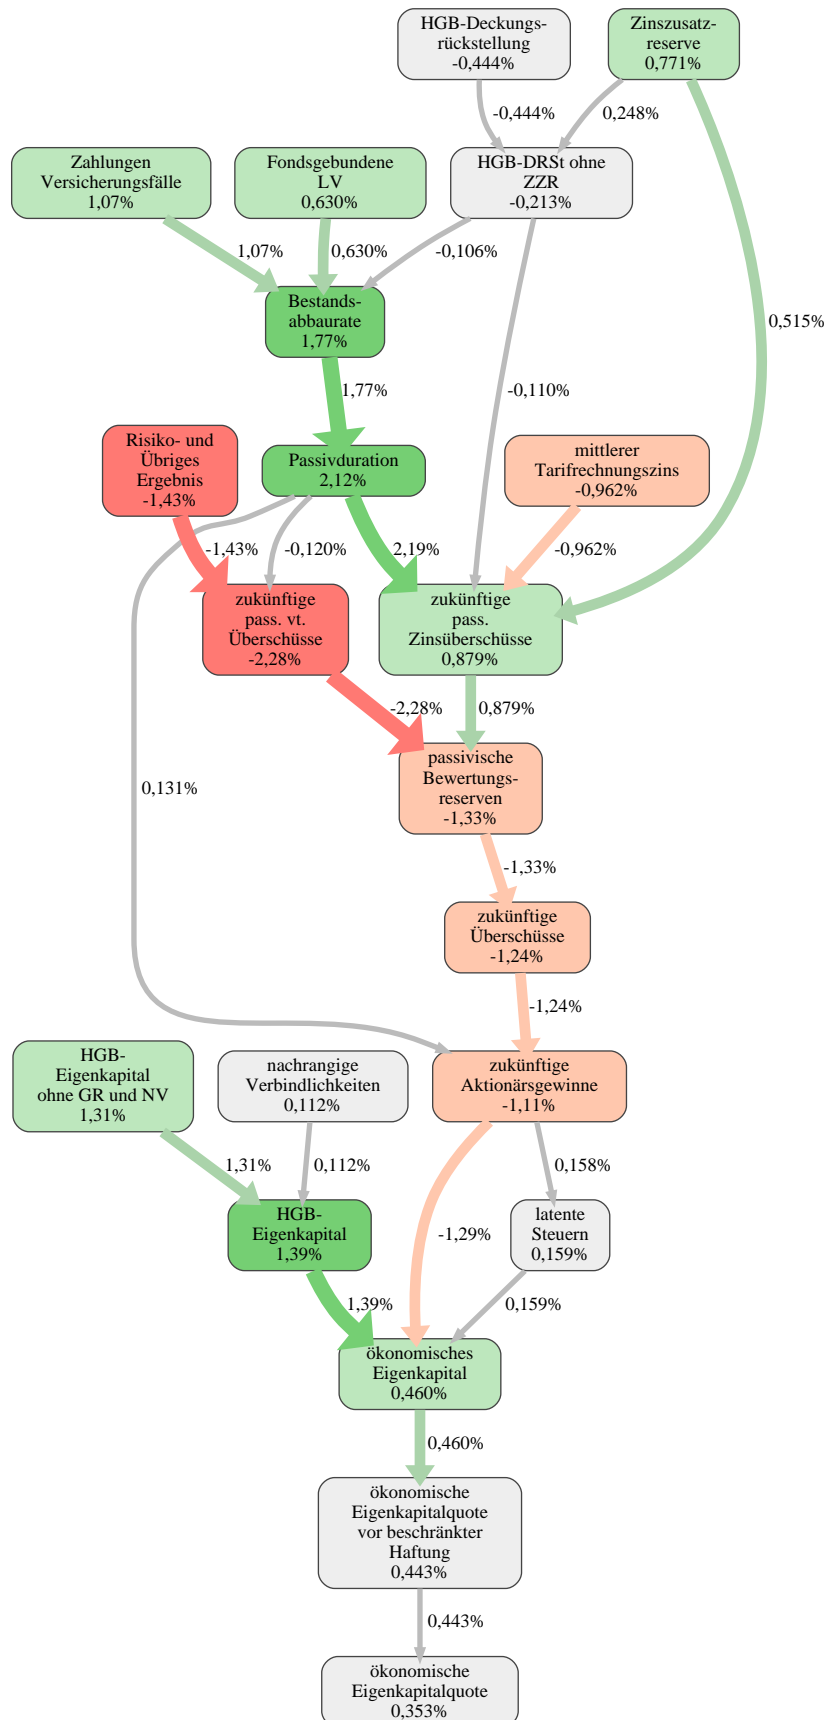 HGB-Deckungs-
rückstellung
-0,444%
Zinszusatz-
reserve
0,771%
-0,444%
0,248%
Zahlungen
Versicherungsfälle
1,07%
Fondsgebundene
LV
0,630%
HGB-DRSt ohne
ZZR
-0,213%
1,07%
0,630%
-0,106%
Bestands-
abbaurate
1,77%
0,515%
1,77%
-0,110%
Risiko- und
Übriges
Ergebnis
-1,43%
Passivduration
2,12%
mittlerer
Tarifrechnungszins
-0,962%
-1,43%
-0,120%
2,19%
-0,962%
zukünftige
pass. vt.
Überschüsse
-2,28%
zukünftige
pass.
Zinsüberschüsse
0,879%
-2,28%
0,879%
passivische
Bewertungs-
reserven
-1,33%
0,131%
-1,33%
zukünftige
Überschüsse
-1,24%
-1,24%
HGB-
Eigenkapital
ohne GR und NV
1,31%
nachrangige
Verbindlichkeiten
0,112%
zukünftige
Aktionärsgewinne
-1,11%
1,31%
0,112%
0,158%
-1,29%
HGB-
Eigenkapital
1,39%
latente
Steuern
0,159%
1,39%
0,159%
ökonomisches
Eigenkapital
0,460%
0,460%
ökonomische
Eigenkapitalquote
vor beschränkter
Haftung
0,443%
0,443%
ökonomische
Eigenkapitalquote
0,353%